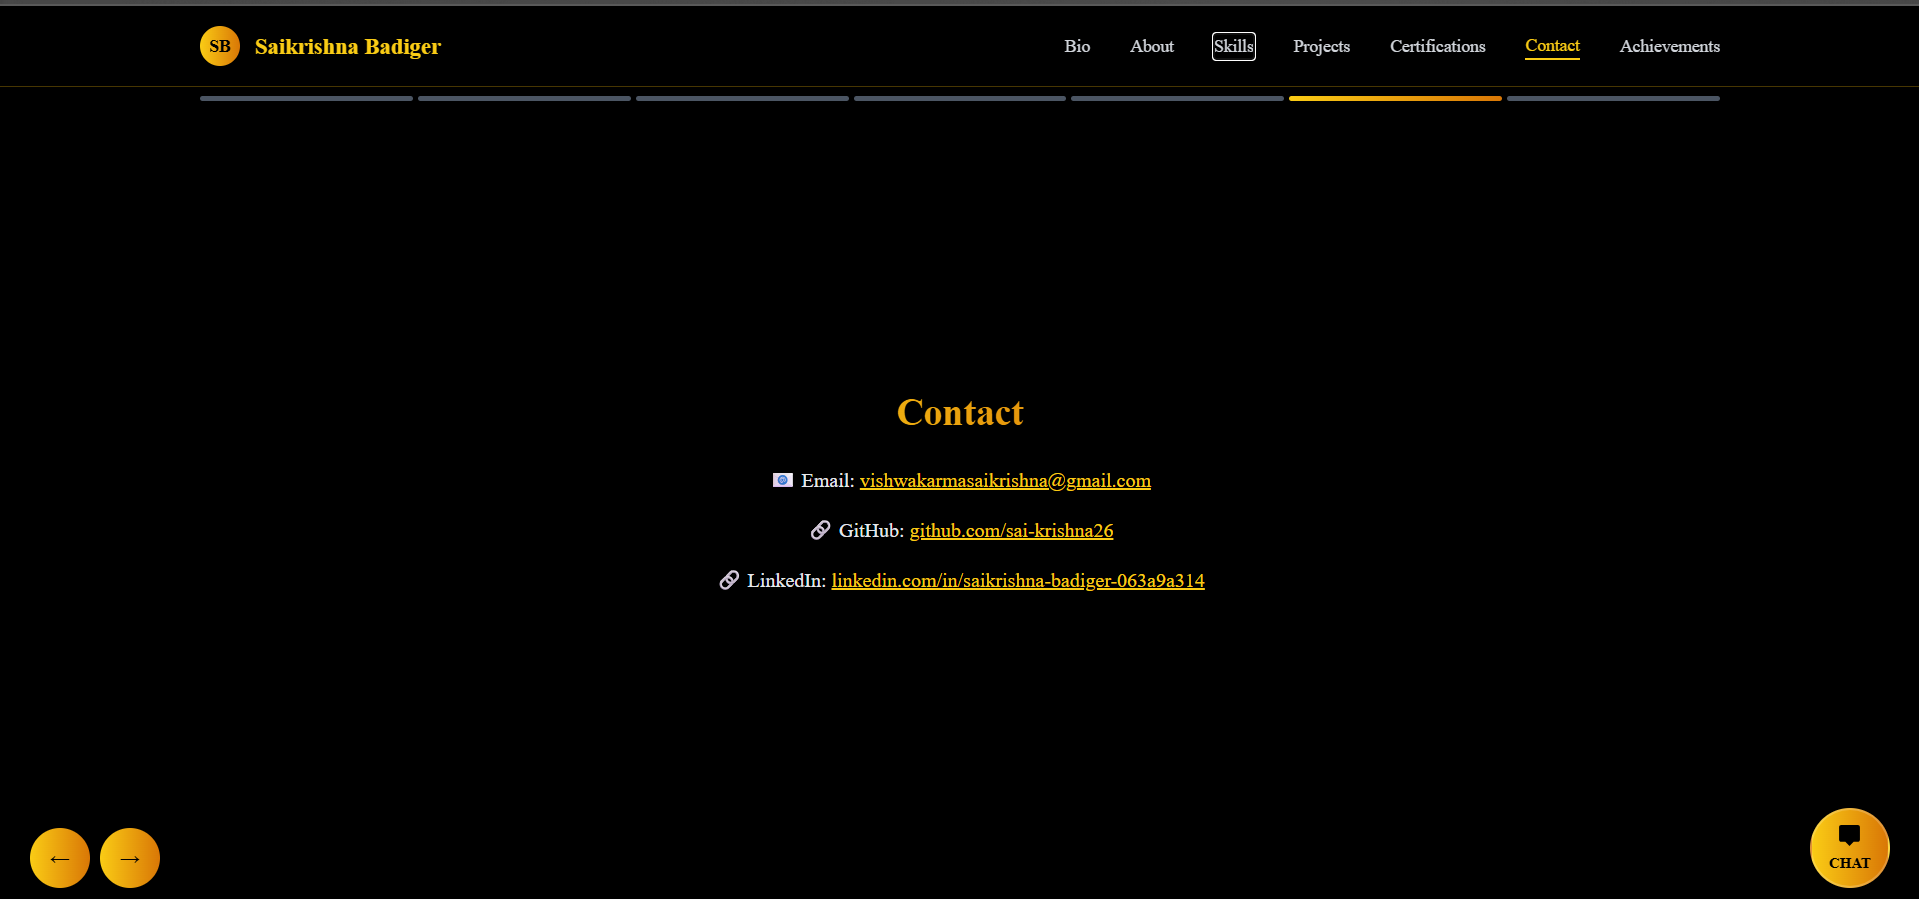 SB Saikrishna Badiger Bio About Skills Projects Certifications Contact Achievements
Contact
📧 Email: vishwakarmasaikrishna@gmail.com
🔗 GitHub: github.com/sai-krishna26
🔗 LinkedIn: linkedin.com/in/saikrishna-badiger-063a9a314
← →
CHAT